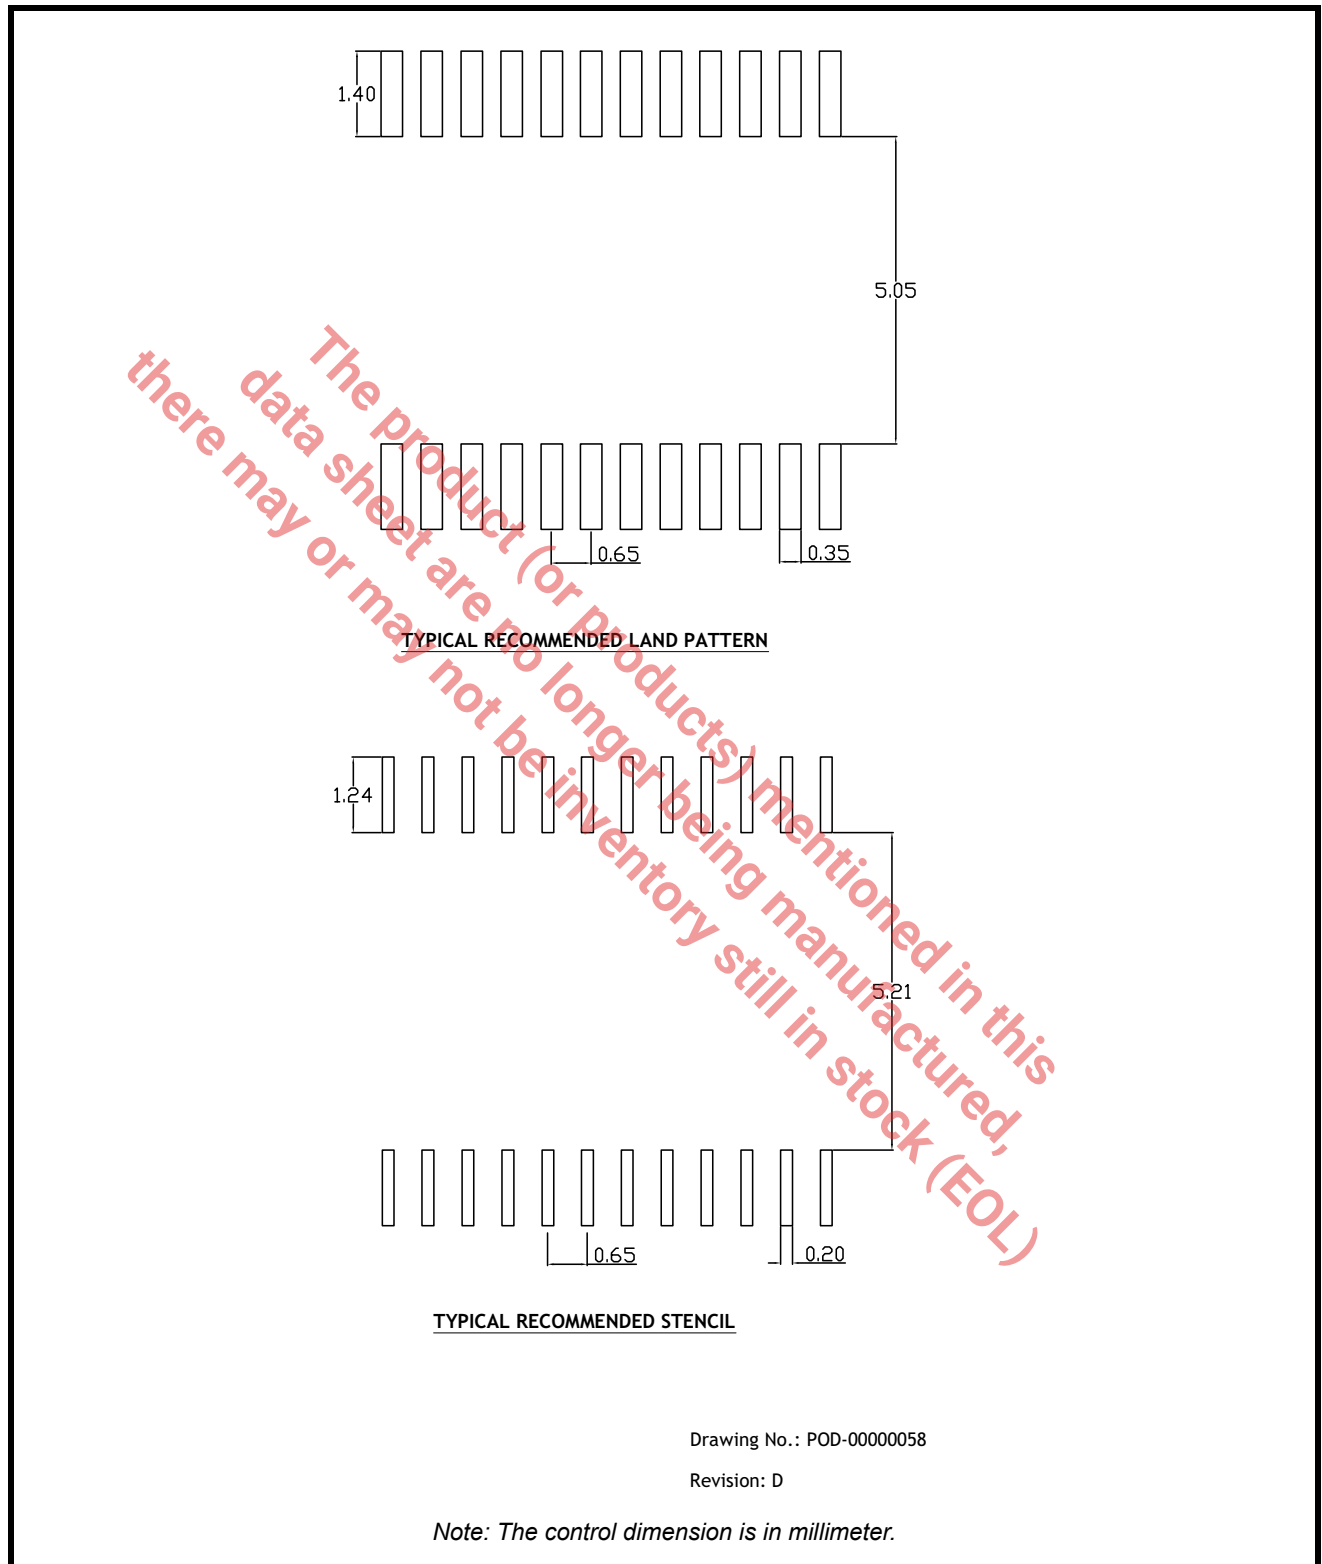 1.40
5.05
0.65
0.35
TYPICAL RECOMMENDED LAND PATTERN
1.24
5.21
0.65
0.20
TYPICAL RECOMMENDED STENCIL
The product (or products) mentioned in this
data sheet are no longer being manufactured,
there may or may not be inventory still in stock (EOL)
Drawing No.: POD-00000058
Revision: D
Note: The control dimension is in millimeter.